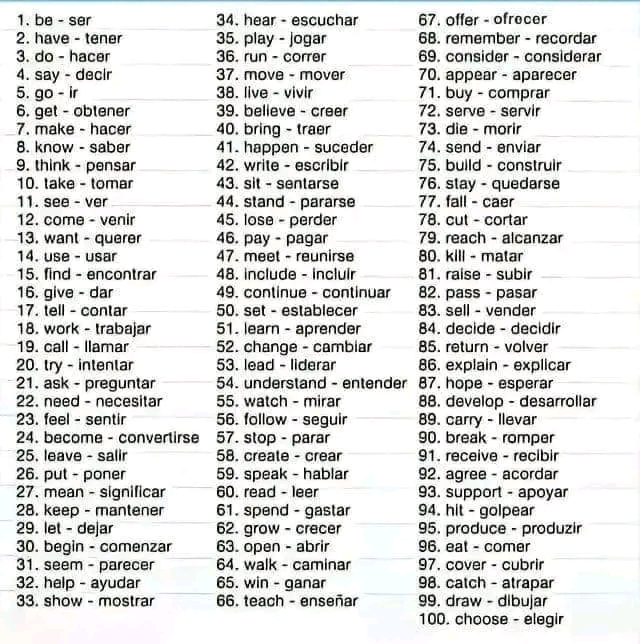 1. be - ser
2. have - tener
3. do - hacer
4. say - decir
5. go - ir
6. get - obtener
7. make - hacer
8. know - saber
9. think - pensar
10. take - tomar
11. see - ver
12. come - venir
13. want - querer
14. use - usar
15. find - encontrar
16. give - dar
17. tell - contar
18. work - trabajar
19. call - llamar
20. try - intentar
21. ask - preguntar
22. need - necesitar
23. feel - sentir
24. become - convertirse
25. leave - salir
26. put - poner
27. mean - significar
28. keep - mantener
29. let - dejar
30. begin - comenzar
31. seem - parecer
32. help - ayudar
33. show - mostrar
34. hear - escuchar
35. play - jogar
36. run - correr
37. move - mover
38. live - vivir
39. believe - creer
40. bring - traer
41. happen - suceder
42. write - escribir
43. sit - sentarse
44. stand - pararse
45. lose - perder
46. pay - pagar
47. meet - reunirse
48. include - incluir
49. continue - continuar
50. set - establecer
51. learn - aprender
52. change - cambiar
53. lead - liderar
54. understand - entender
55. watch - mirar
56. follow - seguir
57. stop - parar
58. create - crear
59. speak - hablar
60. read - leer
61. spend - gastar
62. grow - crecer
63. open - abrir
64. walk - caminar
65. win - ganar
66. teach - enseñar
67. offer - ofrecer
68. remember - recordar
69. consider - considerar
70. appear - aparecer
71. buy - comprar
72. serve - servir
73. die - morir
74. send - enviar
75. build - construir
76. stay - quedarse
77. fall - caer
78. cut - cortar
79. reach - alcanzar
80. kill - matar
81. raise - subir
82. pass - pasar
83. sell - vender
84. decide - decidir
85. return - volver
86. explain - explicar
87. hope - esperar
88. develop - desarrollar
89. carry - llevar
90. break - romper
91. receive - recibir
92. agree - acordar
93. support - apoyar
94. hit - golpear
95. produce - produzir
96. eat - comer
97. cover - cubrir
98. catch - atrapar
99. draw - dibujar
100. choose - elegir